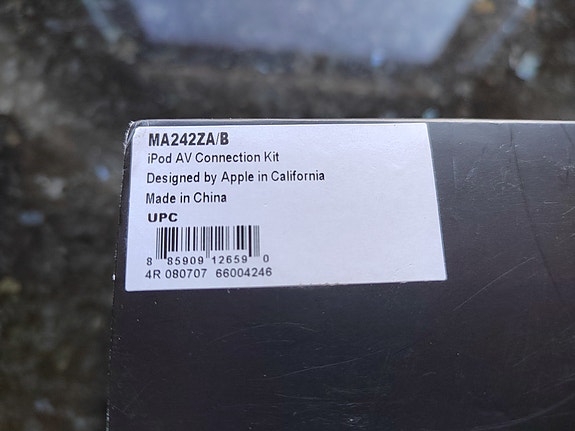 MA242ZA/B
iPod AV Connection Kit
Designed by Apple in California
Made in China
UPC
8 85909 12659 0
4R 080707 66004246